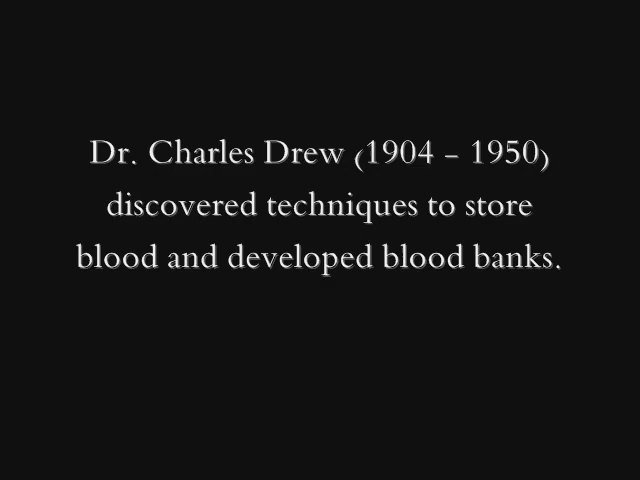 Dr. Charles Drew (1904 - 1950)
discovered techniques to store
blood and developed blood banks.